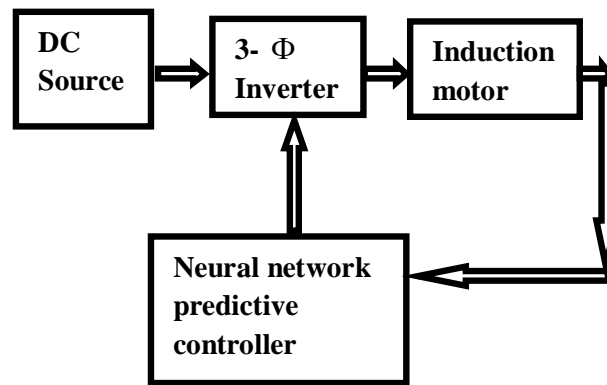 DC
Source
3- Φ
Inverter
Induction
motor
Neural network
predictive
controller